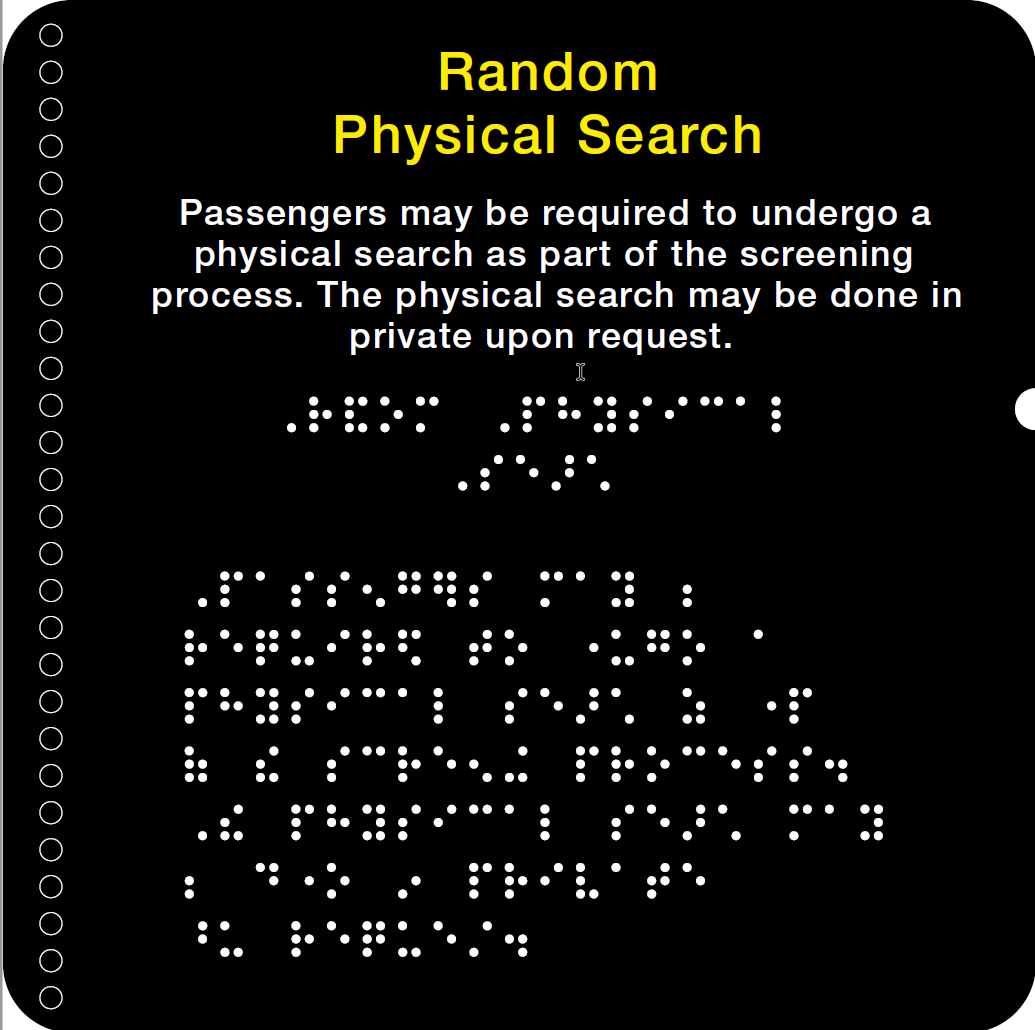 Random
Physical Search
Passengers may be required to undergo a
physical search as part of the screening
process. The physical search may be done in
private upon request.
⠠⠗⠯⠕⠍ ⠠⠏⠓⠽⠎⠊⠉⠁⠇
⠠⠎⠑⠜⠡
⠠⠏⠁⠎⠎⠢⠛⠻⠎ ⠍⠁⠽ ⠆
⠗⠑⠟⠥⠊⠗⠫ ⠞⠕ ⠐⠥⠛⠕ ⠁
⠏⠓⠽⠎⠊⠉⠁⠇ ⠎⠑⠜⠡ ⠵ ⠐⠏
⠷ ⠮ ⠎⠉⠗⠑⠢⠬ ⠏⠗⠕⠉⠑⠎⠎⠲
⠠⠮ ⠏⠓⠽⠎⠊⠉⠁⠇ ⠎⠑⠜⠡ ⠍⠁⠽
⠆ ⠙⠐⠕ ⠔ ⠏⠗⠊⠧⠁⠞⠑
⠘⠥ ⠗⠑⠟⠥⠑⠌⠲